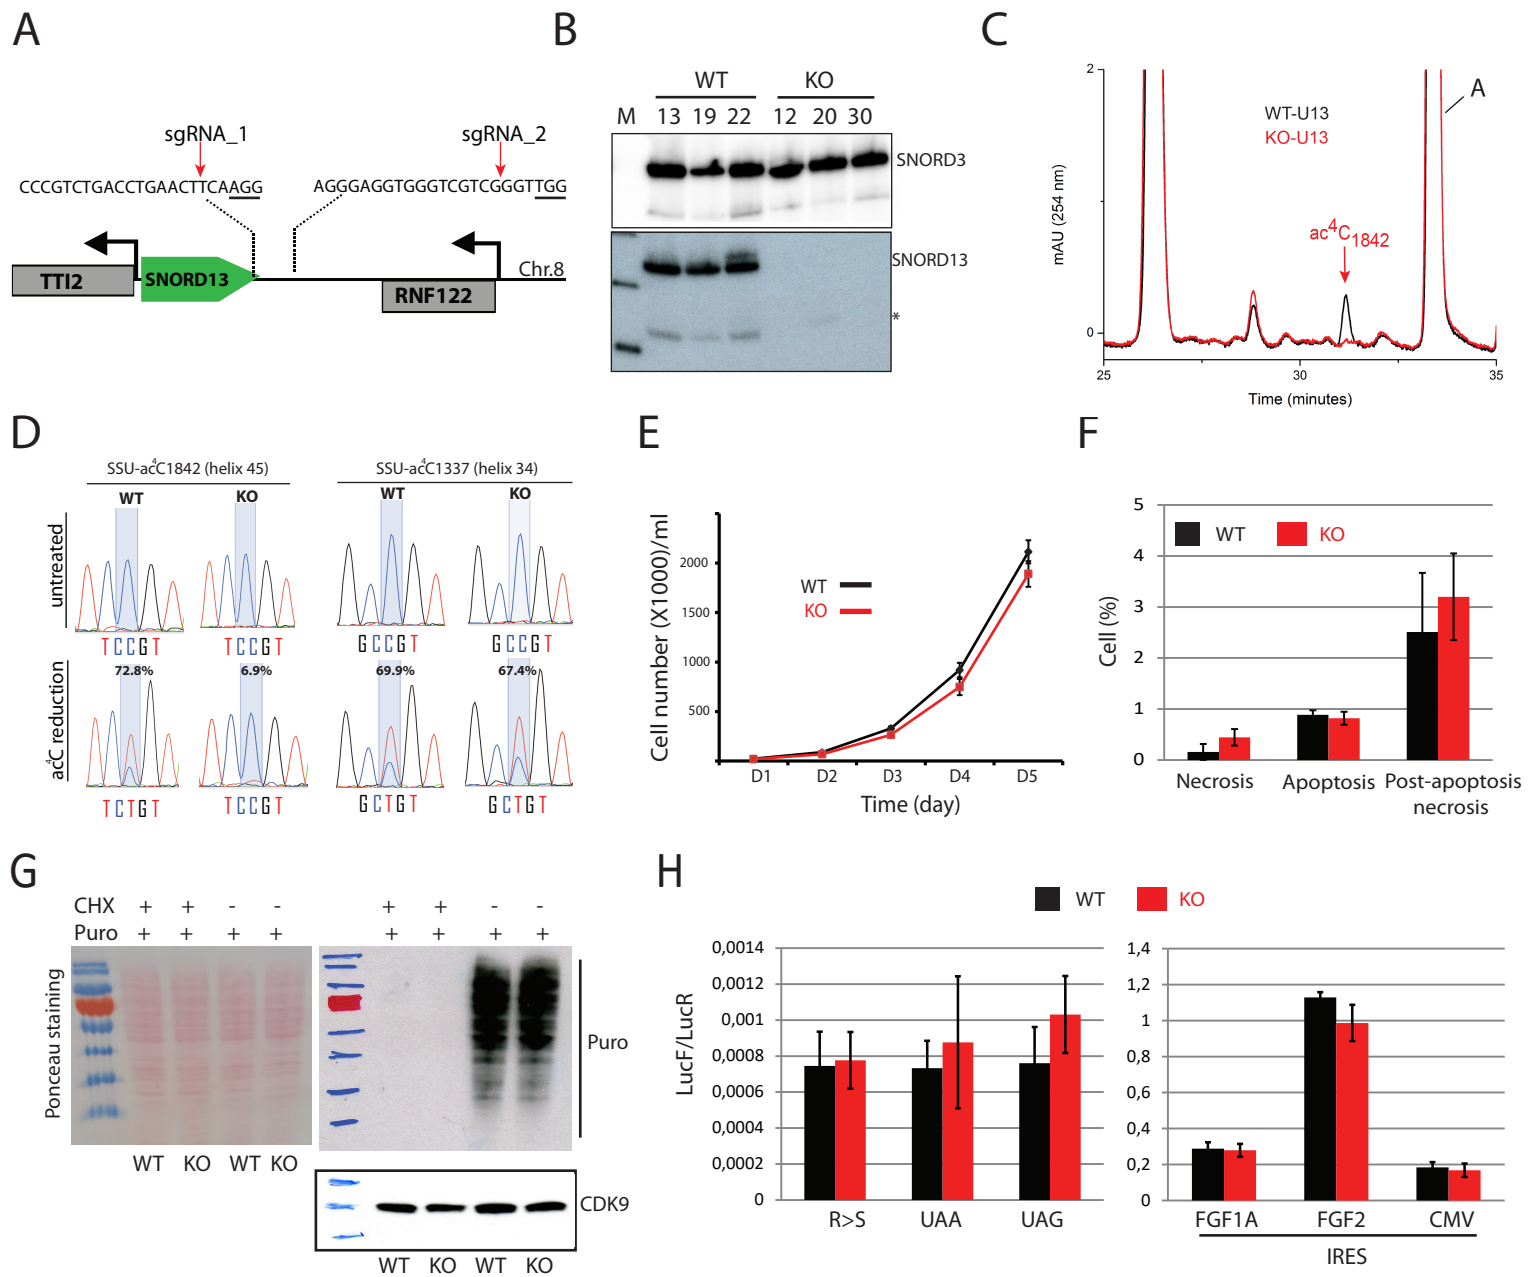 A
sgRNA_1
sgRNA_2
CCCGTCTGACCTGAACTTCAAGG
AGGGAGGTGGGTCGTCGGGTTGG
TTI2
SNORD13
RNF122
Chr.8
B
WT
KO
M 13 19 22 12 20 30
SNORD3
SNORD13
*
C
2
0
mAU (254 nm)
WT-U13
KO-U13
A
ac4C1842
25 30 35
Time (minutes)
D
SSU-ac4C1842 (helix 45)
SSU-ac4C1337 (helix 34)
WT KO WT KO
untreated
TCCGT TCCGT GCCGT GCCGT
ac4C reduction
72.8% 6.9% 69.9% 67.4%
TCTGT TCCGT GCTGT GCTGT
E
Cell number (X1000)/ml
2000
1500
1000
500
WT
KO
D1 D2 D3 D4 D5
Time (day)
F
Cell (%)
5
4
3
2
1
0
WT KO
Necrosis Apoptosis Post-apoptosis
necrosis
G
CHX + + - - + + - -
Puro + + + + + + + +
Ponceau staining
WT KO WT KO
Puro
CDK9
WT KO WT KO
H
WT KO
LucF/LucR
0,0014
0,0012
0,001
0,0008
0,0006
0,0004
0,0002
0
R>S UAA UAG
1,4
1,2
1
0,8
0,6
0,4
0,2
0
FGF1A FGF2 CMV
IRES